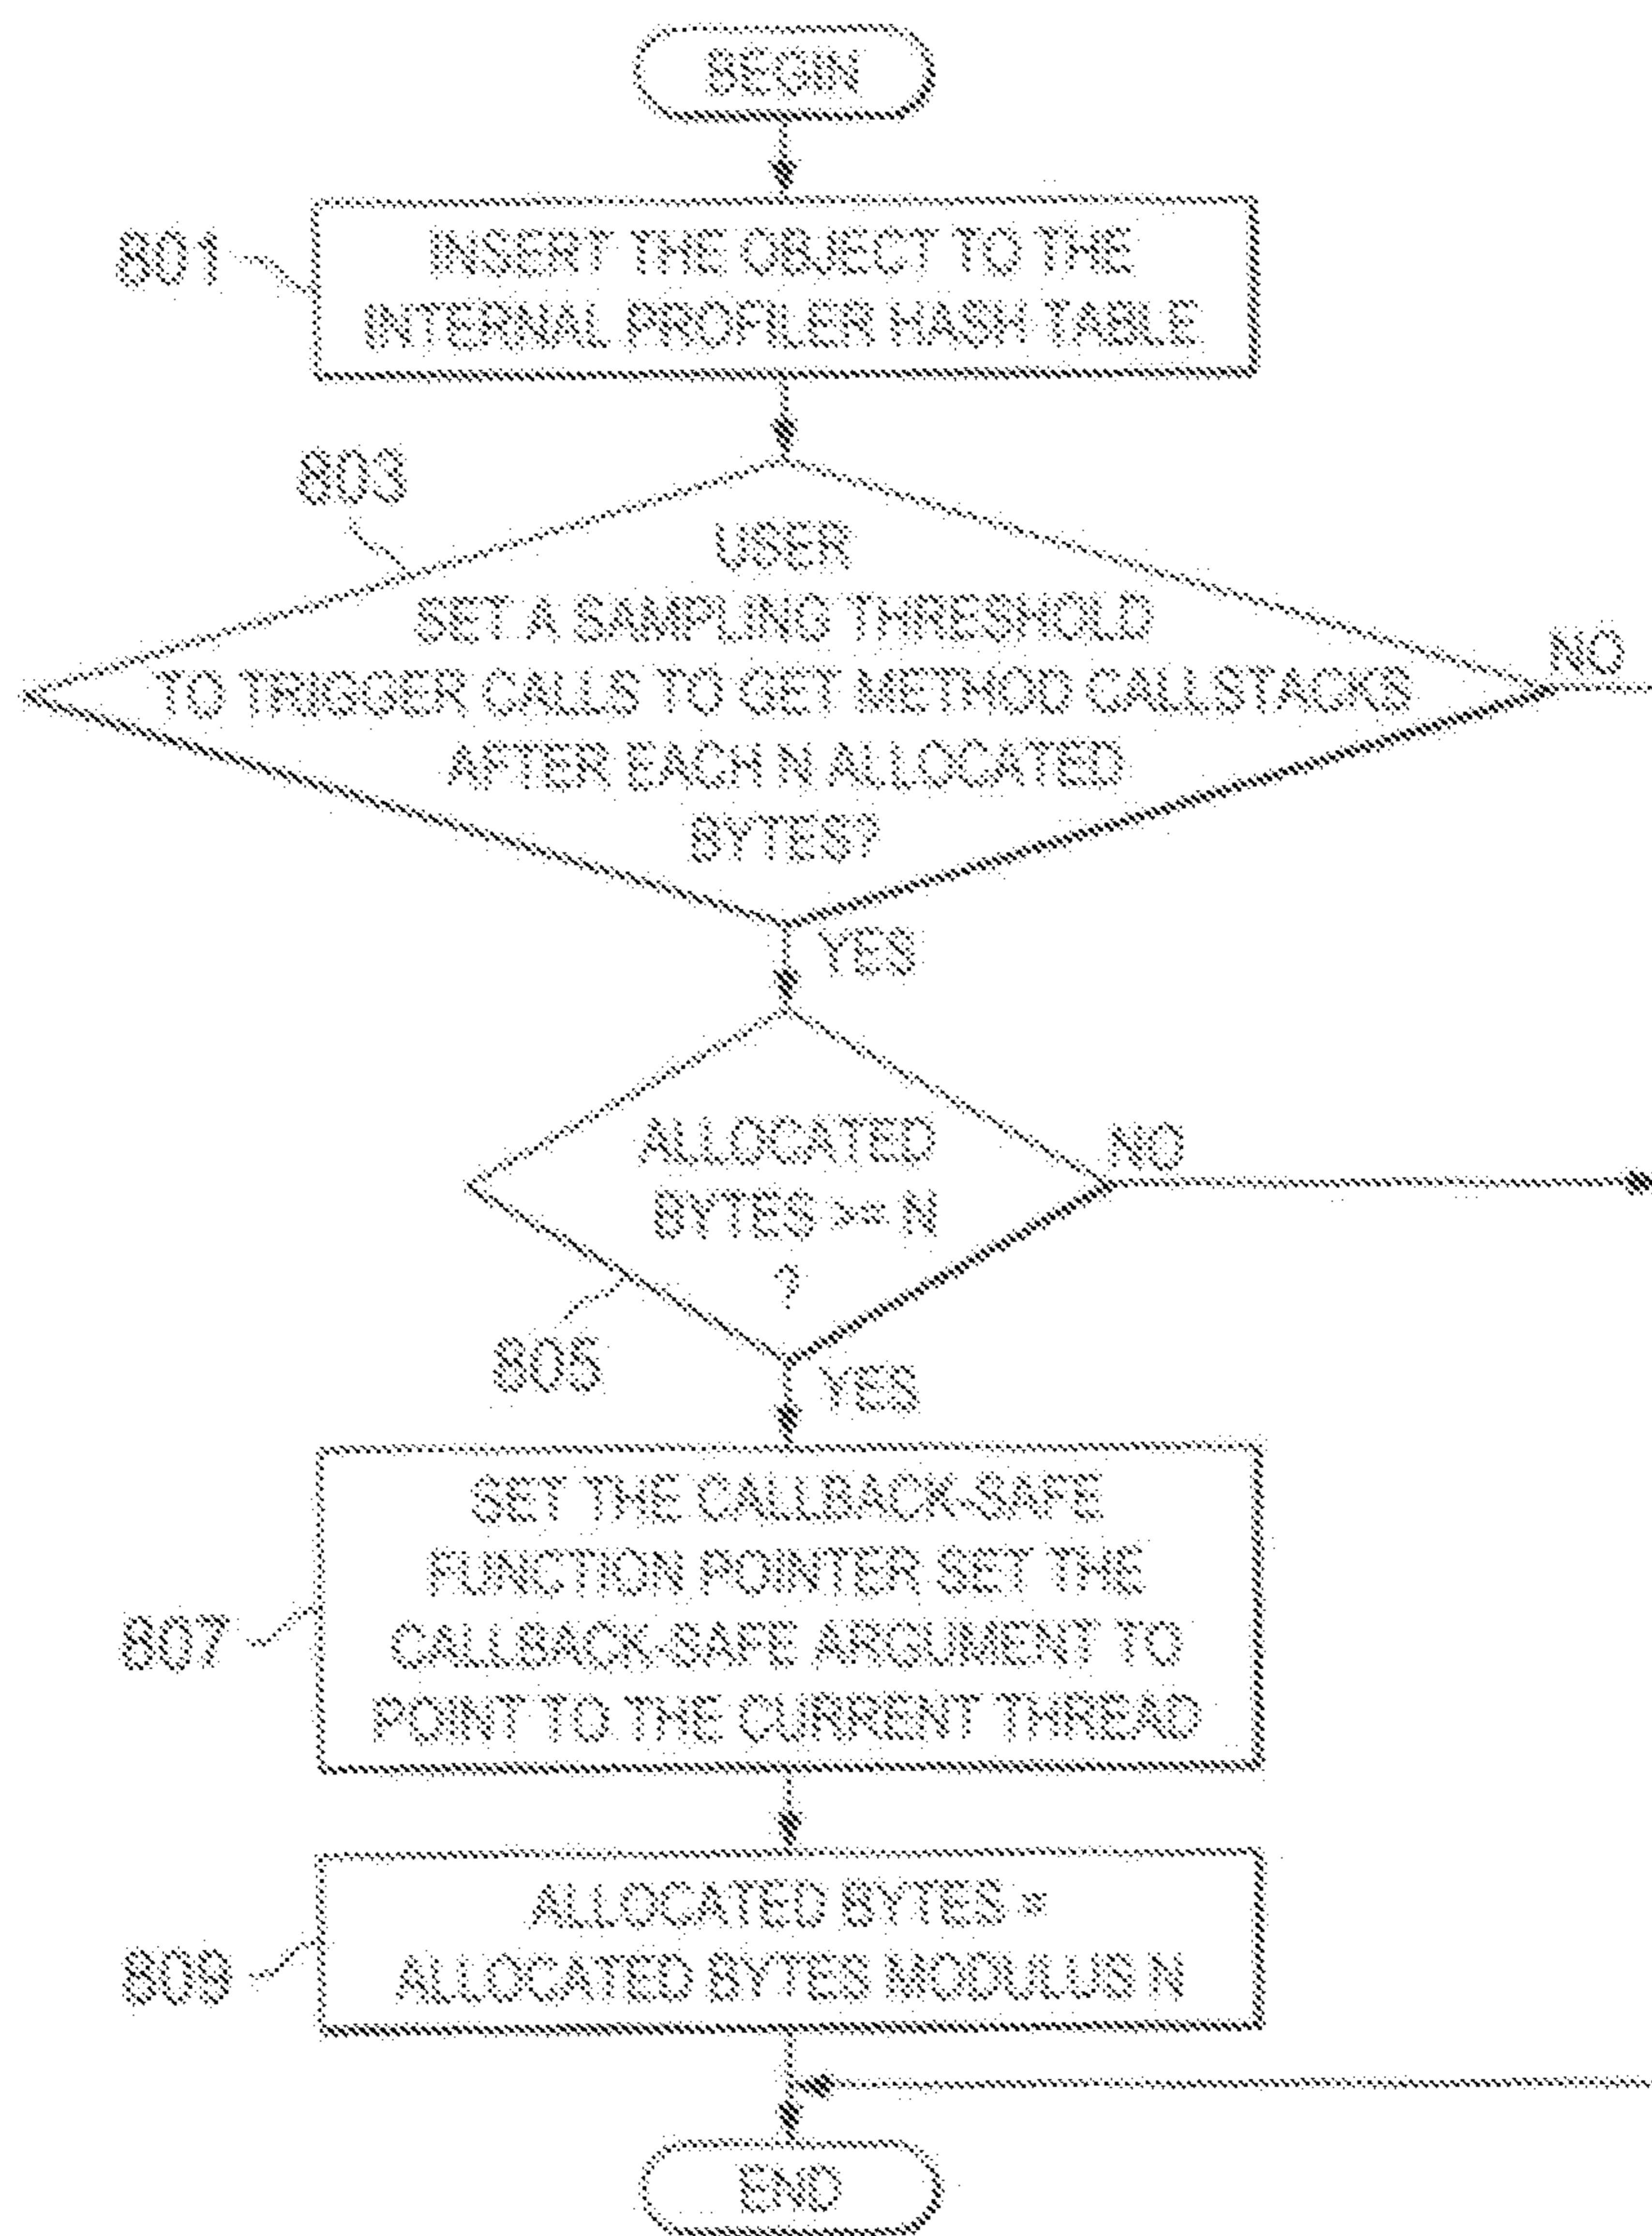 BEGIN
801
INSERT THE OBJECT TO THE
INTERNAL PROFILER HASH TABLE
803
USER
SET A SAMPLING THRESHOLD
TO TRIGGER CALLS TO GET METHOD CALLSTACKS
AFTER EACH N ALLOCATED
BYTES?
NO
YES
ALLOCATED
BYTES >= N
?
NO
805
YES
SET THE CALLBACK-SAFE
FUNCTION POINTER SET THE
CALLBACK-SAFE ARGUMENT TO
POINT TO THE CURRENT THREAD
807
ALLOCATED BYTES =
ALLOCATED BYTES MODULUS N
809
END